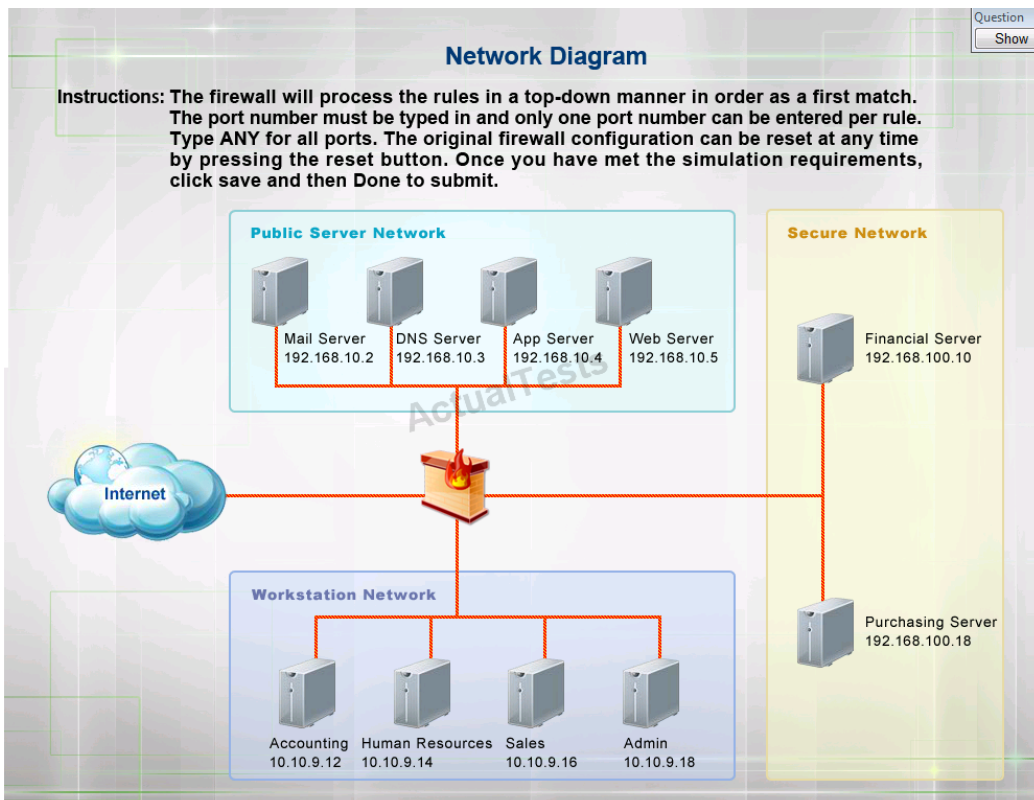 Question
Show
Network Diagram
Instructions: The firewall will process the rules in a top-down manner in order as a first match.
The port number must be typed in and only one port number can be entered per rule.
Type ANY for all ports. The original firewall configuration can be reset at any time
by pressing the reset button. Once you have met the simulation requirements,
click save and then Done to submit.
Public Server Network
Secure Network
Mail Server
192.168.10.2
DNS Server
192.168.10.3
App Server
192.168.10.4
Web Server
192.168.10.5
Financial Server
192.168.100.10
ActualTests
Internet
Workstation Network
Purchasing Server
192.168.100.18
Accounting
10.10.9.12
Human Resources
10.10.9.14
Sales
10.10.9.16
Admin
10.10.9.18